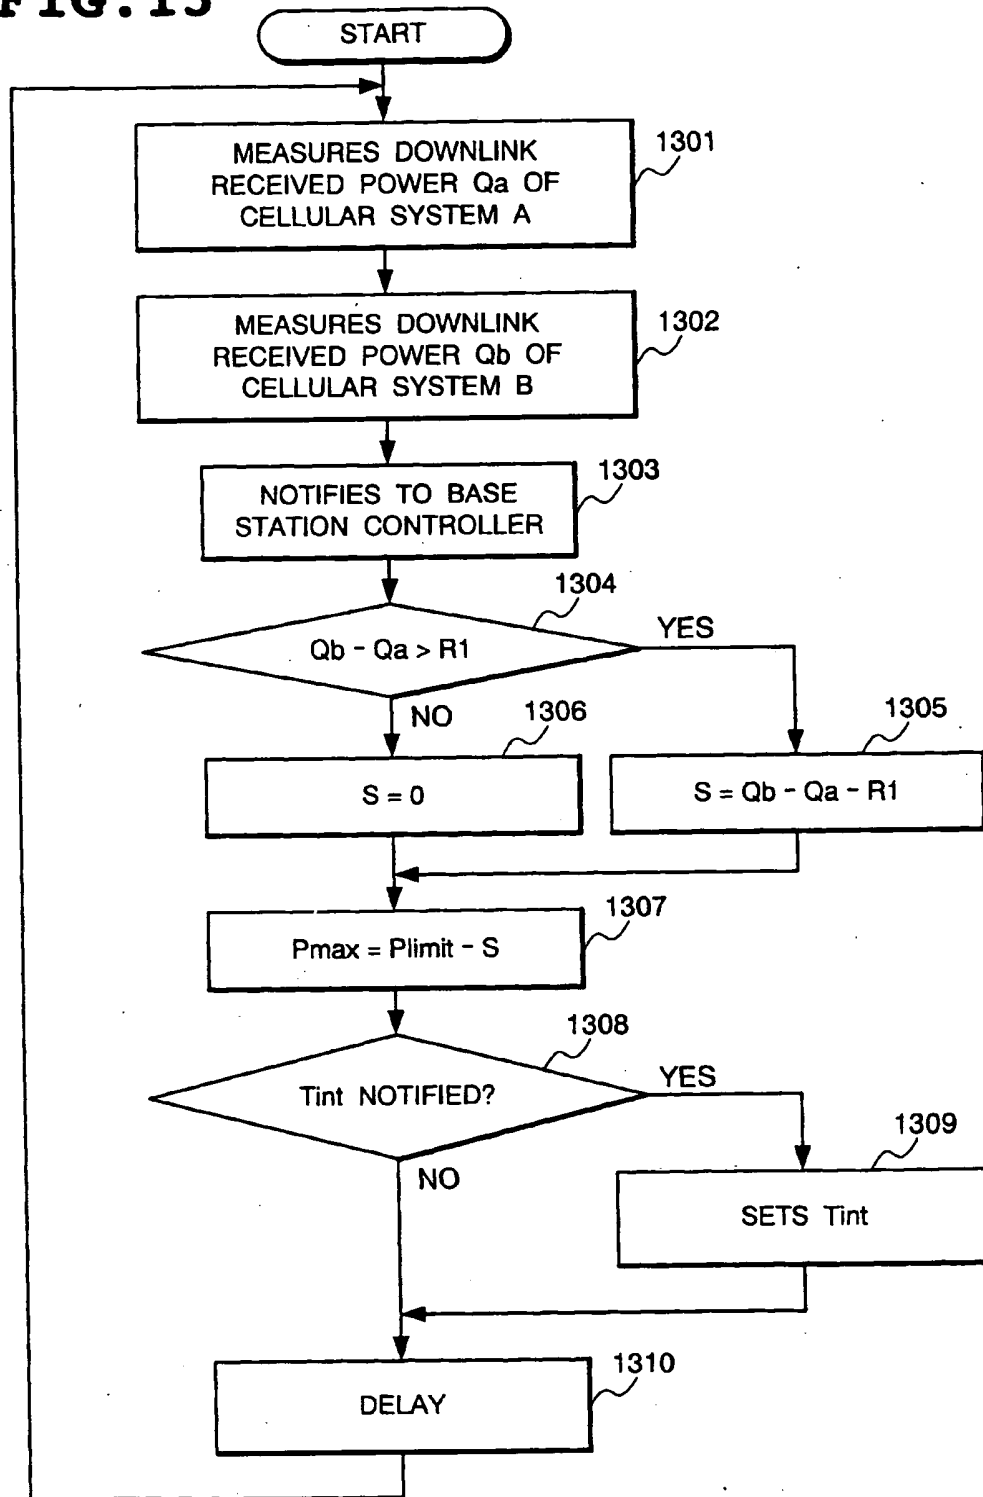 FIG.13
START
MEASURES DOWNLINK
RECEIVED POWER Qa OF
CELLULAR SYSTEM A
1301
MEASURES DOWNLINK
RECEIVED POWER Qb OF
CELLULAR SYSTEM B
1302
NOTIFIES TO BASE
STATION CONTROLLER
1303
1304
Qb - Qa > R1
YES
NO
1306
S = 0
1305
S = Qb - Qa - R1
1307
Pmax = Plimit - S
1308
Tint NOTIFIED?
YES
NO
1309
SETS Tint
1310
DELAY